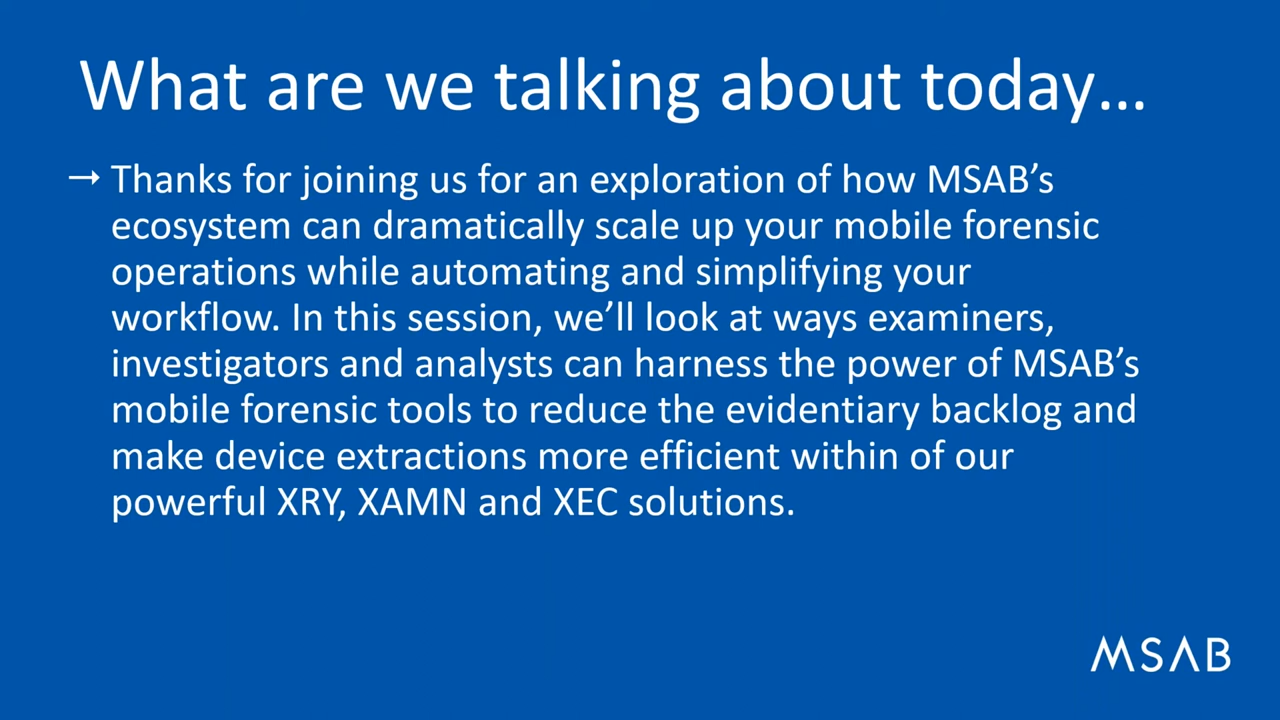 What are we talking about today...
→ Thanks for joining us for an exploration of how MSAB’s
ecosystem can dramatically scale up your mobile forensic
operations while automating and simplifying your
workflow. In this session, we’ll look at ways examiners,
investigators and analysts can harness the power of MSAB’s
mobile forensic tools to reduce the evidentiary backlog and
make device extractions more efficient within of our
powerful XRY, XAMN and XEC solutions.
MSAB